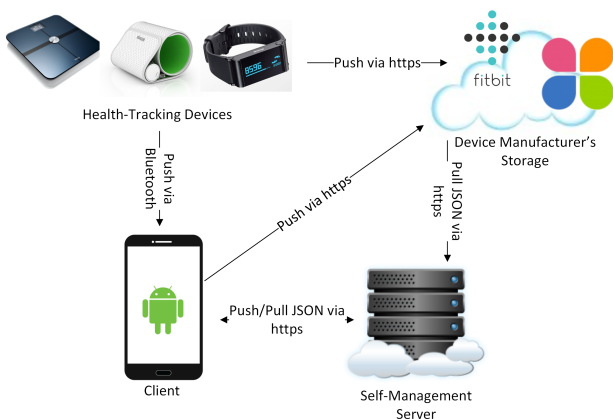 8596
Push via https
fitbit
Health-Tracking Devices
Device Manufacturer's
Storage
Push via
Bluetooth
Push via https
Pull JSON via
https
Push/Pull JSON via
https
Client
Self-Management
Server